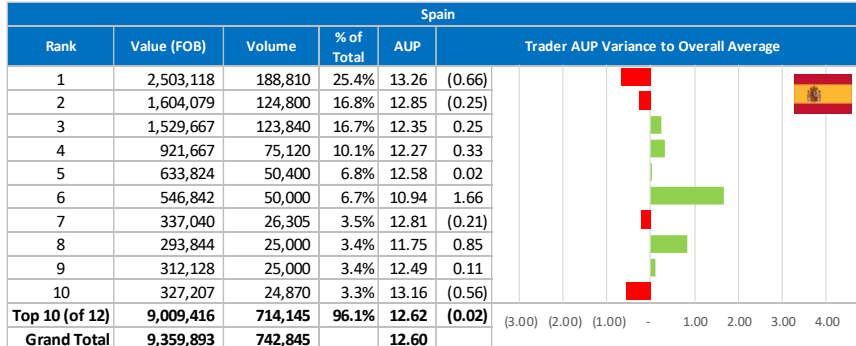 Spain
Rank Value (FOB) Volume % of Total AUP Trader AUP Variance to Overall Average
1 2,503,118 188,810 25.4% 13.26 (0.66)
2 1,604,079 124,800 16.8% 12.85 (0.25)
3 1,529,667 123,840 16.7% 12.35 0.25
4 921,667 75,120 10.1% 12.27 0.33
5 633,824 50,400 6.8% 12.58 0.02
6 546,842 50,000 6.7% 10.94 1.66
7 337,040 26,305 3.5% 12.81 (0.21)
8 293,844 25,000 3.4% 11.75 0.85
9 312,128 25,000 3.4% 12.49 0.11
10 327,207 24,870 3.3% 13.16 (0.56)
Top 10 (of 12) 9,009,416 714,145 96.1% 12.62 (0.02) (3.00) (2.00) (1.00) - 1.00 2.00 3.00 4.00
Grand Total 9,359,893 742,845 12.60